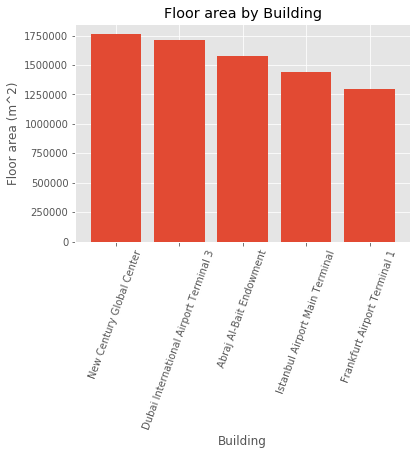 Floor area by Building
Floor area (m^2)
1750000
1500000
1250000
1000000
750000
500000
250000
0
New Century Global Center
Dubai International Airport Terminal 3
Abraj Al-Bait Endowment
Istanbul Airport Main Terminal
Frankfurt Airport Terminal 1
Building